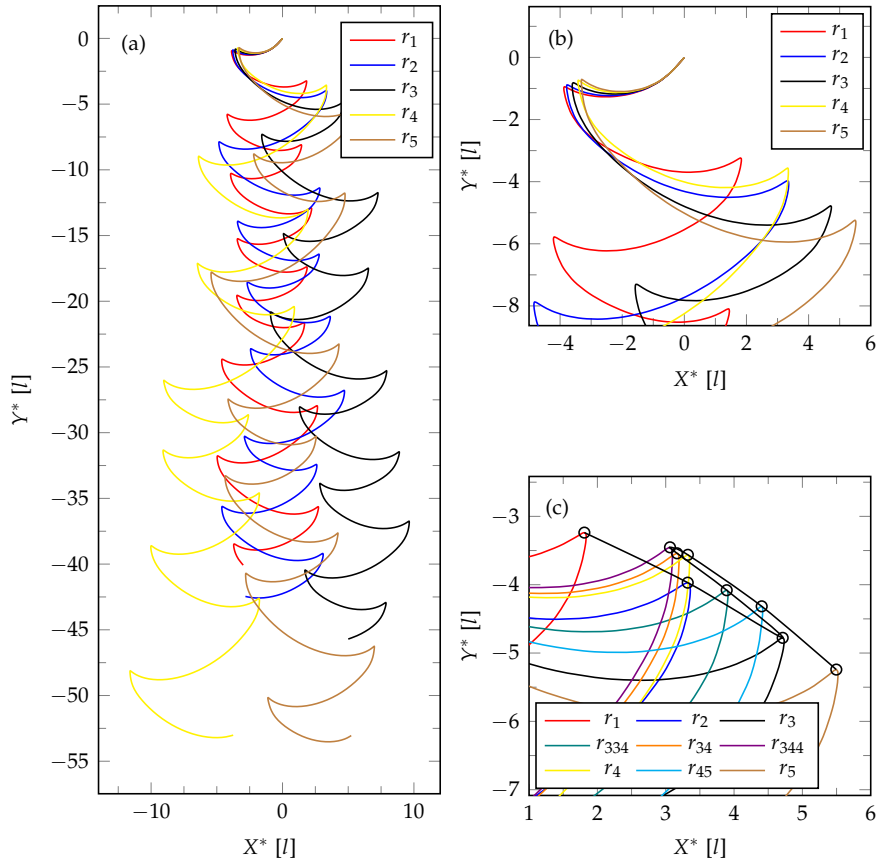 (a)
r1
r2
r3
r4
r5
0
−5
−10
−15
−20
−25
−30
−35
−40
−45
−50
−55
Y* [l]
−10 0 10
X* [l]
(b)
r1
r2
r3
r4
r5
0
−2
−4
−6
−8
Y* [l]
−4 −2 0 2 4 6
X* [l]
(c)
−3
−4
−5
−6
−7
Y* [l]
r1 r2 r3
r334 r34 r344
r4 r45 r5
1 2 3 4 5 6
X* [l]